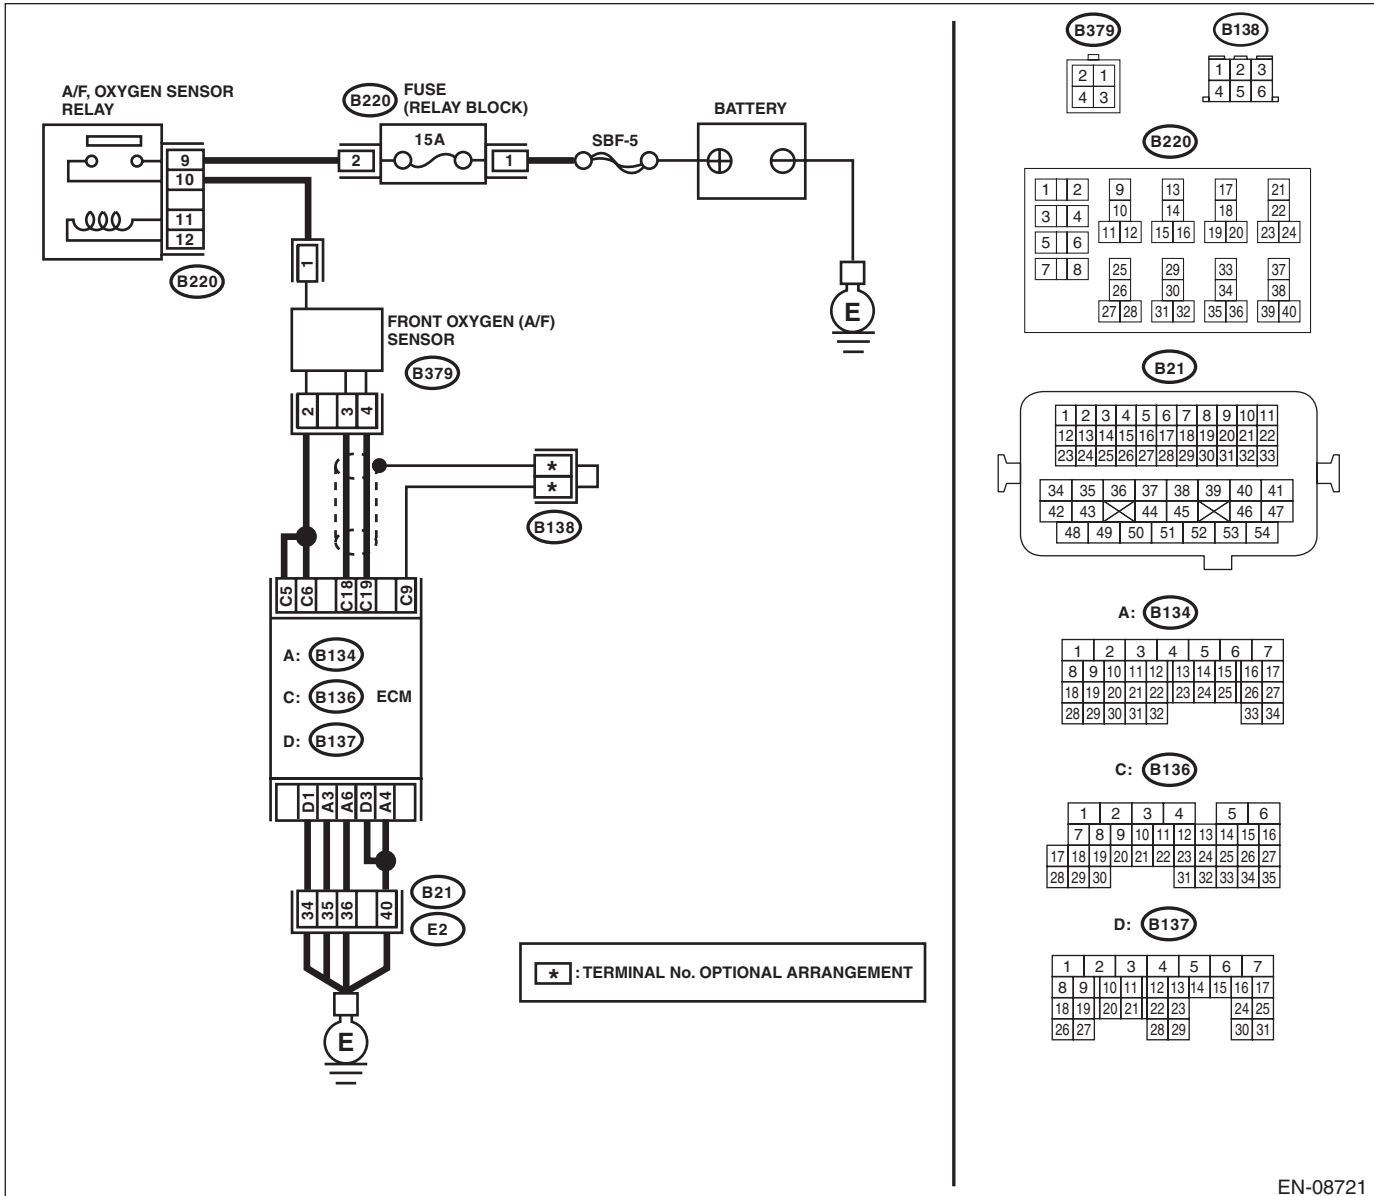 A/F, OXYGEN SENSOR
RELAY
9
10
11
12
B220
B220
FUSE
(RELAY BLOCK)
15A
2
1
SBF-5
BATTERY
E
1
FRONT OXYGEN (A/F)
SENSOR
B379
2
3
4
*
*
B138
C5
C6
C18
C19
C9
A: B134
C: B136 ECM
D: B137
D1
A3
A6
D3
A4
34
35
36
40
B21
E2
E
* : TERMINAL No. OPTIONAL ARRANGEMENT
B379
2 1
4 3
B138
1 2 3
4 5 6
B220
1 2 9 13 17 21
3 4 10 14 18 22
11 12 15 16 19 20 23 24
5 6
7 8 25 29 33 37
26 30 34 38
27 28 31 32 35 36 39 40
B21
1 2 3 4 5 6 7 8 9 10 11
12 13 14 15 16 17 18 19 20 21 22
23 24 25 26 27 28 29 30 31 32 33
34 35 36 37 38 39 40 41
42 43 44 45 46 47
48 49 50 51 52 53 54
A: B134
1 2 3 4 5 6 7
8 9 10 11 12 13 14 15 16 17
18 19 20 21 22 23 24 25 26 27
28 29 30 31 32 33 34
C: B136
1 2 3 4 5 6
7 8 9 10 11 12 13 14 15 16
17 18 19 20 21 22 23 24 25 26 27
28 29 30 31 32 33 34 35
D: B137
1 2 3 4 5 6 7
8 9 10 11 12 13 14 15 16 17
18 19 20 21 22 23 24 25
26 27 28 29 30 31
EN-08721